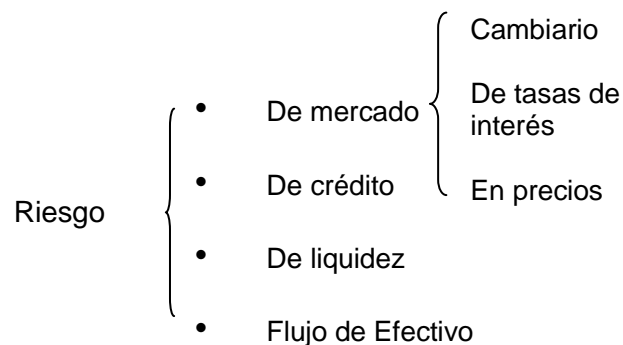 Riesgo
• De mercado
Cambiario
De tasas de
interés
En precios
• De crédito
• De liquidez
• Flujo de Efectivo